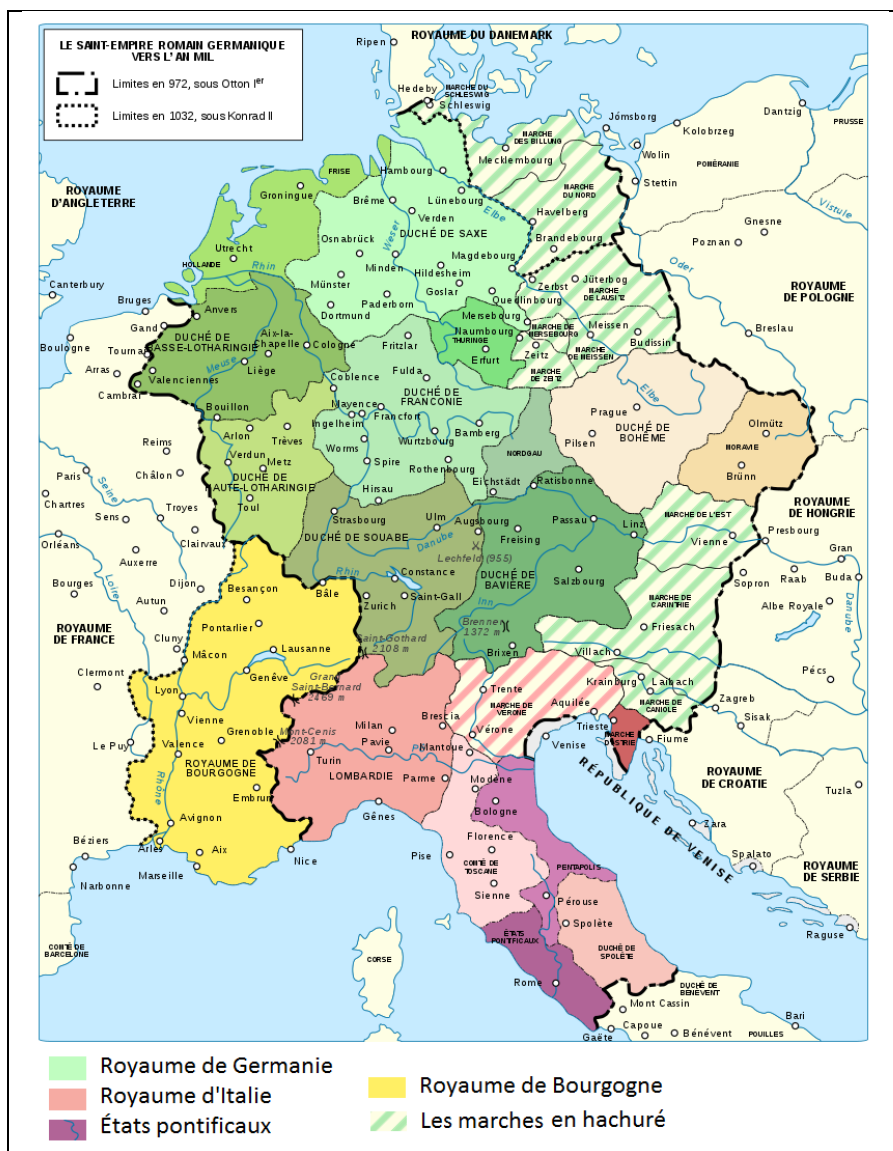 LE SAINT-EMPIRE ROMAIN GERMANIQUE
VERS L'AN MIL
Limites en 972, sous Otton Ier
Limites en 1032, sous Konrad II
ROYAUME DU DANEMARK
Ripen
Hedeby
MARCHE DU
SCHLESWIG
Schleswig
Dantzig
Jómsborg
Kolobrzeg
PRUSSE
MARCHE
DES BILLUNG
Mecklembourg
Wolin
POMÉRANIE
Stettin
FRISE
Hambourg
MARCHE
DU NORD
ROYAUME
D'ANGLETERRE
Groningue
Lünebourg
Brême
Verden
Elbe
Weser
Havelberg
Vistule
Gnesne
Poznan
Utrecht
HOLLANDE
Rhin
Osnabrück
DUCHÉ DE SAXE
Brandebourg
Minden
Magdebourg
Oder
Hildesheim
Canterbury
Münster
Goslar
Quedlinbourg
Zerbst
Jüterbog
MARCHE
DE LAUSITZ
ROYAUME
DE POLOGNE
Bruges
Anvers
Paderborn
Dortmund
Mersebourg
Gand
DUCHÉ DE
BASSE-LOTHARINGIE
Aix-la-
Chapelle
Cologne
Naumbourg
THURINGE
MARCHE DE
MERSEBOURG
Meissen
Breslau
Boulogne
Tournai
Fritzlar
Erfurt
Zeitz
MARCHE
DE MEISSEN
Budissin
Arras
Valenciennes
Meuse
Liège
Fulda
MARCHE
DE ZEITZ
Cambrai
Coblence
DUCHÉ DE
FRANCONIE
Elbe
Bouillon
Mayence
Francfort
Prague
DUCHÉ DE
BOHÈME
Ingelheim
Arlon
Trèves
Bamberg
Pilsen
Olmütz
MORAVIE
Reims
Verdun
Metz
Worms
Wurtzbourg
NORDGAU
Brünn
Paris
Châlon
DUCHÉ DE
HAUTE-LOTHARINGIE
Spire
Rothenbourg
Seine
Toul
Hirsau
Eichstädt
Ratisbonne
Chartres
Troyes
Sens
Strasbourg
Ulm
Augsbourg
Passau
Linz
MARCHE DE L'EST
ROYAUME
DE HONGRIE
Orléans
Clairvaux
DUCHÉ DE SOUABE
Danube
Freising
Vienne
Presbourg
Auxerre
Lechfeld (955)
Gran
Loire
Constance
DUCHÉ DE
BAVIÈRE
Bourges
Dijon
Besançon
Bâle
Rhin
Saint-Gall
Salzbourg
Sopron
Raab
Buda
Autun
Zurich
Inn
MARCHE DE
CARINTHIE
Albe Royale
Danube
ROYAUME
DE FRANCE
Pontarlier
Brenner
1372 m
Friesach
Cluny
Lausanne
Saint-Gothard
2108 m
Brixen
Villach
Mâcon
Clermont
Genève
Grand
Saint-Bernard
2469 m
Trente
Krainburg
Laibach
Pécs
Lyon
MARCHE DE
VERONE
Aquilée
MARCHE
DE CANIOLE
Zagreb
Vienne
Brescia
Trieste
Sisak
Grenoble
Mont-Cenis
2081 m
Milan
Vérone
MARCHE
D'ISTRIE
Fiume
Le Puy
Pavie
Mantoue
Venise
Valence
Pô
ROYAUME DE
BOURGOGNE
Turin
LOMBARDIE
Parme
Modène
RÉPUBLIQUE DE VENISE
ROYAUME
DE CROATIE
Rhône
Embrun
Bologne
Tuzla
Avignon
Gênes
Florence
Zara
Béziers
Arles
Aix
Nice
Pise
COMTÉ DE
TOSCANE
PENTAPOLIS
Spalato
ROYAUME
DE SERBIE
Narbonne
Marseille
Sienne
Pérouse
Spolète
COMTÉ DE
BARCELONE
CORSE
ÉTATS
PONTIFICAUX
DUCHÉ DE
SPOLÈTE
Raguse
Rome
DUCHÉ DE
BÉNÉVENT
Mont Cassin
Bari
Capoue
Gaëte
Bénévent
POUILLES
Royaume de Germanie
Royaume d'Italie
États pontificaux
Royaume de Bourgogne
Les marches en hachuré